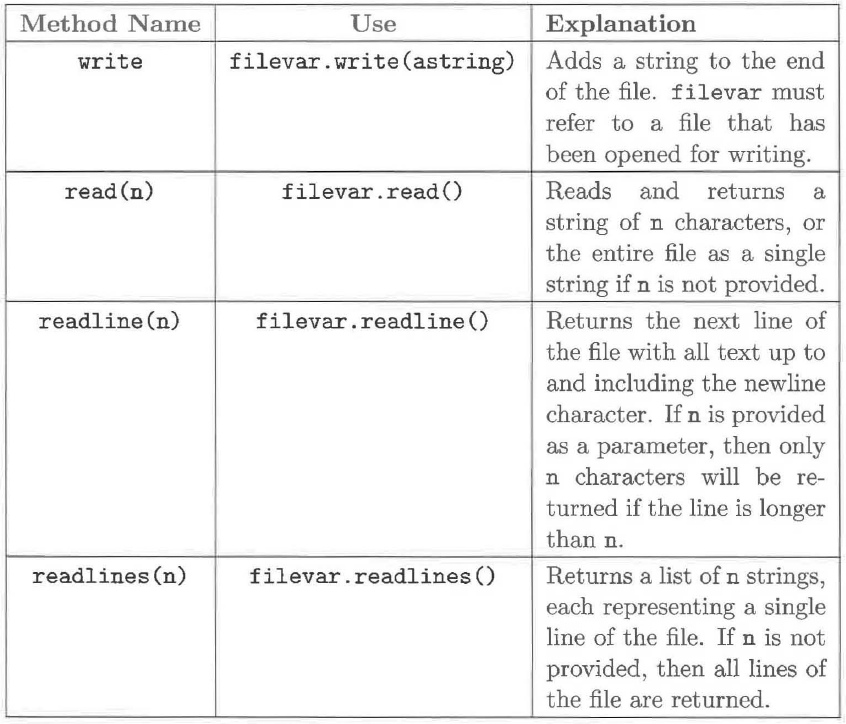 Method Name Use Explanation
write filevar.write(astring) Adds a string to the end
of the file. filevar must
refer to a file that has
been opened for writing.
read(n) filevar.read() Reads and returns a
string of n characters, or
the entire file as a single
string if n is not provided.
readline(n) filevar.readline() Returns the next line of
the file with all text up to
and including the newline
character. If n is provided
as a parameter, then only
n characters will be re-
turned if the line is longer
than n.
readlines(n) filevar.readlines() Returns a list of n strings,
each representing a single
line of the file. If n is not
provided, then all lines of
the file are returned.